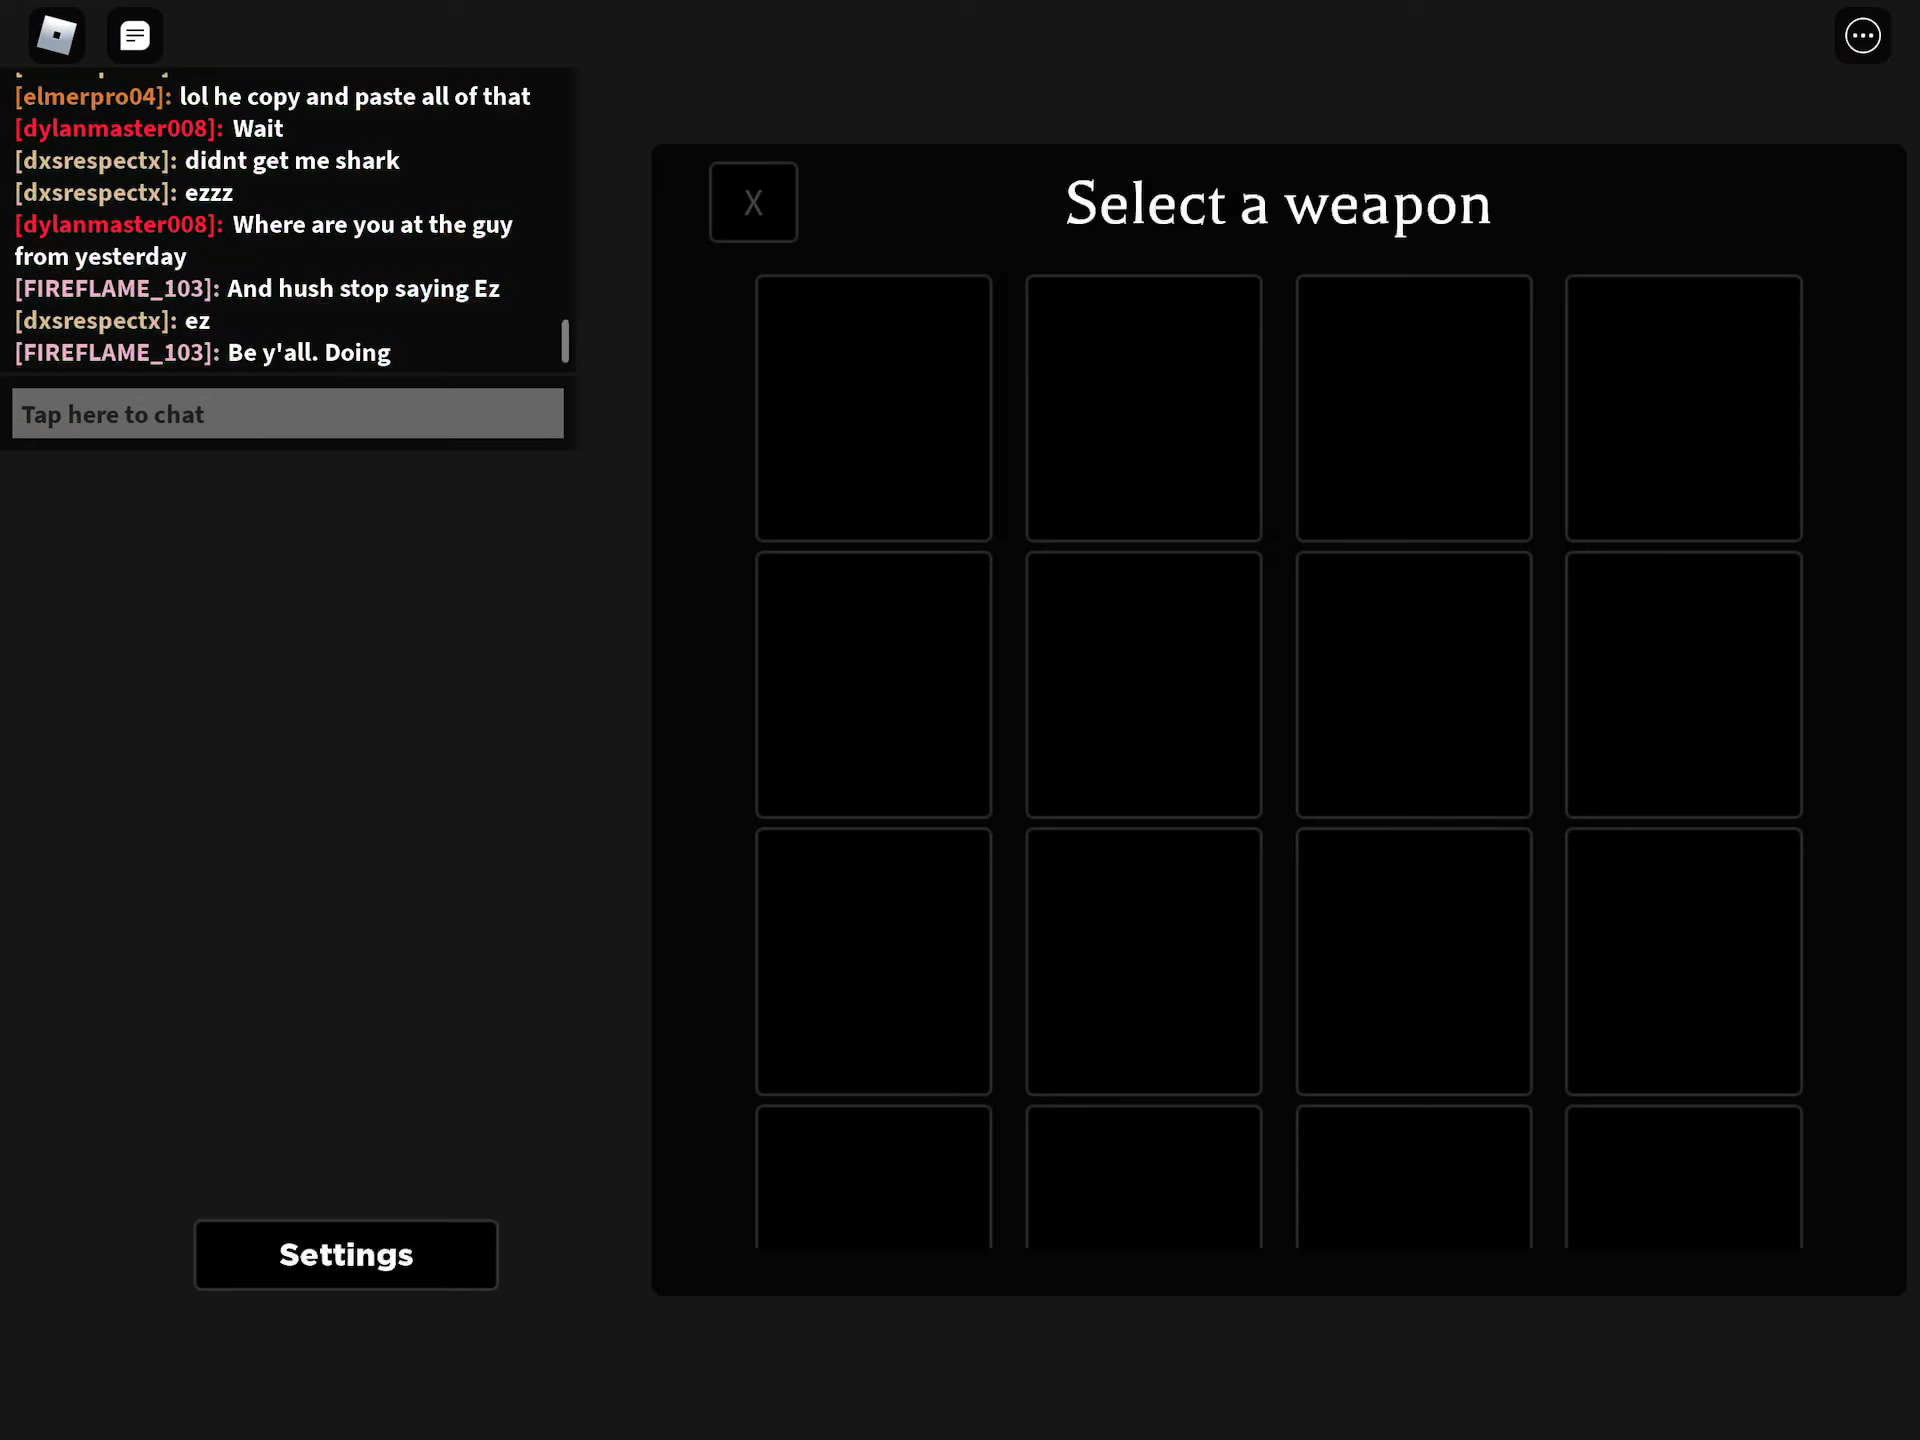 [elmerpro04]: lol he copy and paste all of that
[dylanmaster008]: Wait
[dxsrespectx]: didnt get me shark
[dxsrespectx]: ezzz
[dylanmaster008]: Where are you at the guy
from yesterday
[FIREFLAME_103]: And hush stop saying Ez
[dxsrespectx]: ez
[FIREFLAME_103]: Be y'all. Doing
Tap here to chat
X
Select a weapon
Settings